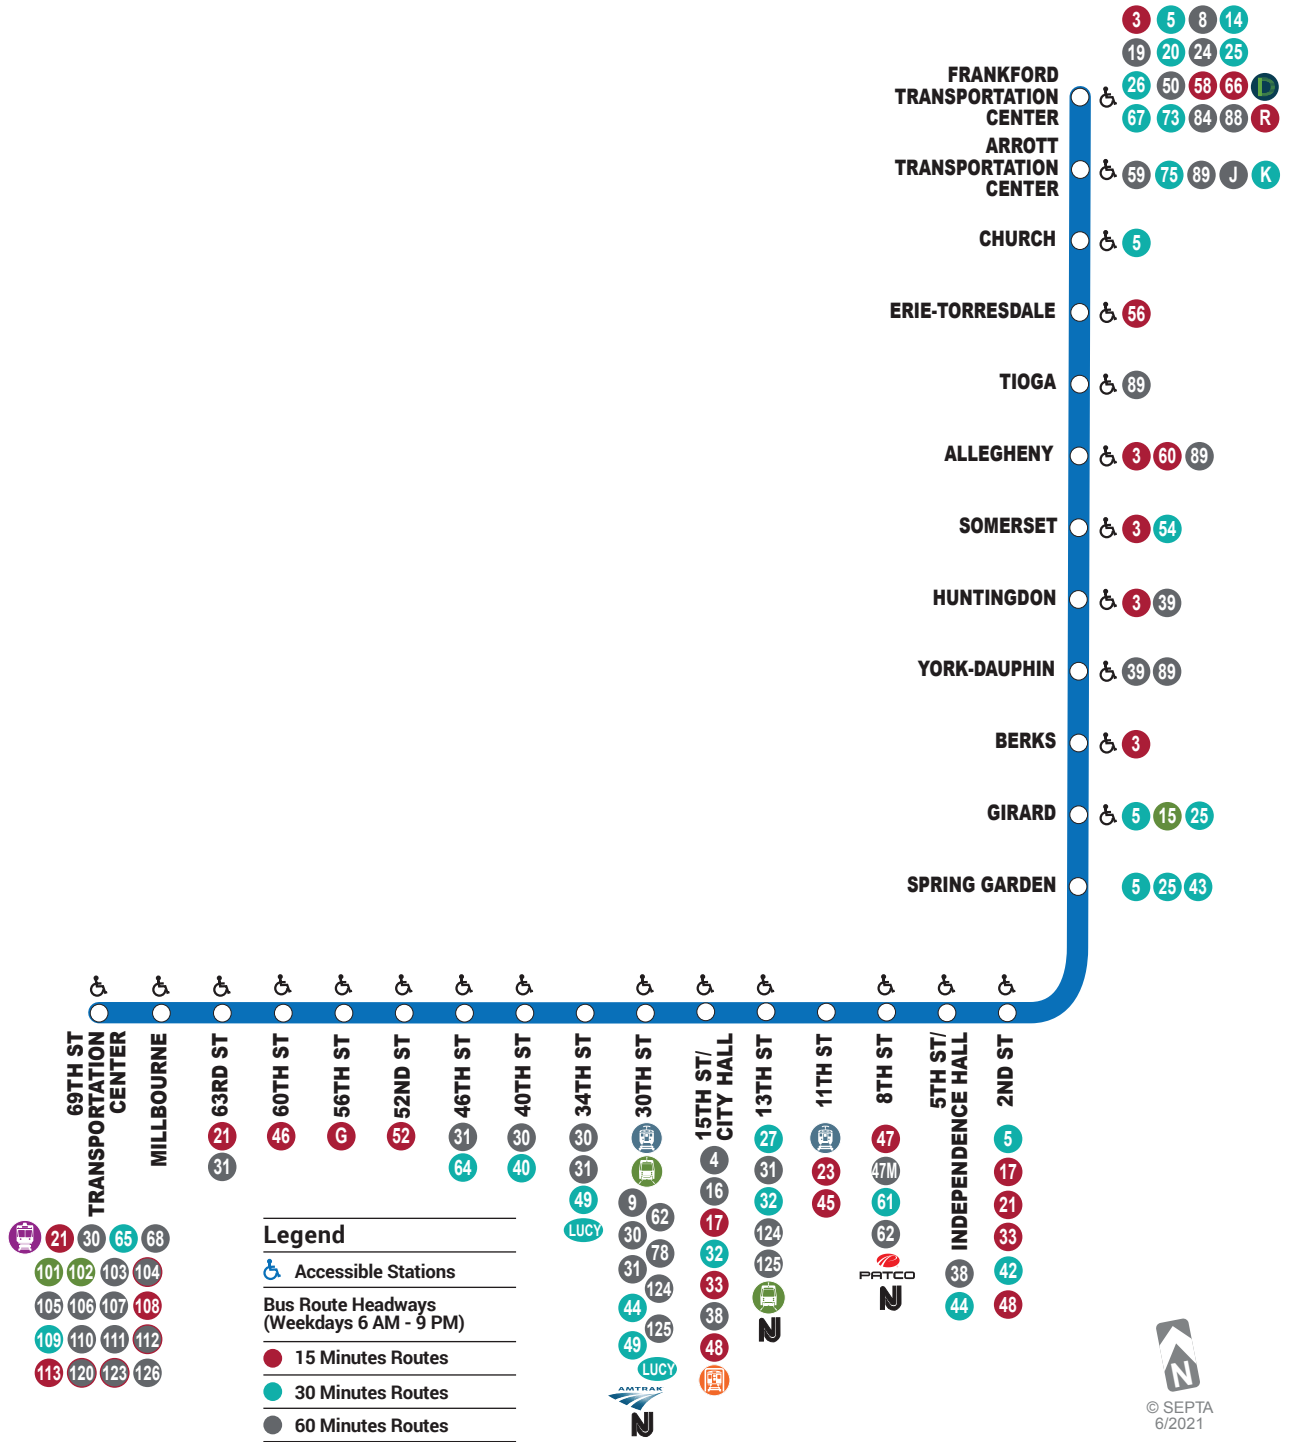 3 5 8 14
19 20 24 25
FRANKFORD
TRANSPORTATION
CENTER
26 50 58 66 D
67 73 84 88 R
ARROTT
TRANSPORTATION
CENTER
59 75 89 J K
CHURCH
5
ERIE-TORRESDALE
56
TIOGA
89
ALLEGHENY
3 60 89
SOMERSET
3 54
HUNTINGDON
3 39
YORK-DAUPHIN
39 89
BERKS
3
GIRARD
5 15 25
SPRING GARDEN
5 25 43
69TH ST
TRANSPORTATION
CENTER
21 30 65 68
101 102 103 104
105 106 107 108
109 110 111 112
113 120 123 126
MILLBOURNE
63RD ST
21
31
60TH ST
46
56TH ST
G
52ND ST
52
46TH ST
31
64
40TH ST
30
40
34TH ST
30
31
49
LUCY
30TH ST
9
62
30
78
31
124
44
125
49
LUCY
AMTRAK
15TH ST/
CITY HALL
4
16
17
32
33
38
48
13TH ST
27
31
32
124
125
11TH ST
23
45
8TH ST
47
47M
61
62
PATCO
5TH ST/
INDEPENDENCE HALL
38
44
2ND ST
5
17
21
33
42
48
Legend
Accessible Stations
Bus Route Headways
(Weekdays 6 AM - 9 PM)
15 Minutes Routes
30 Minutes Routes
60 Minutes Routes
N
© SEPTA
6/2021